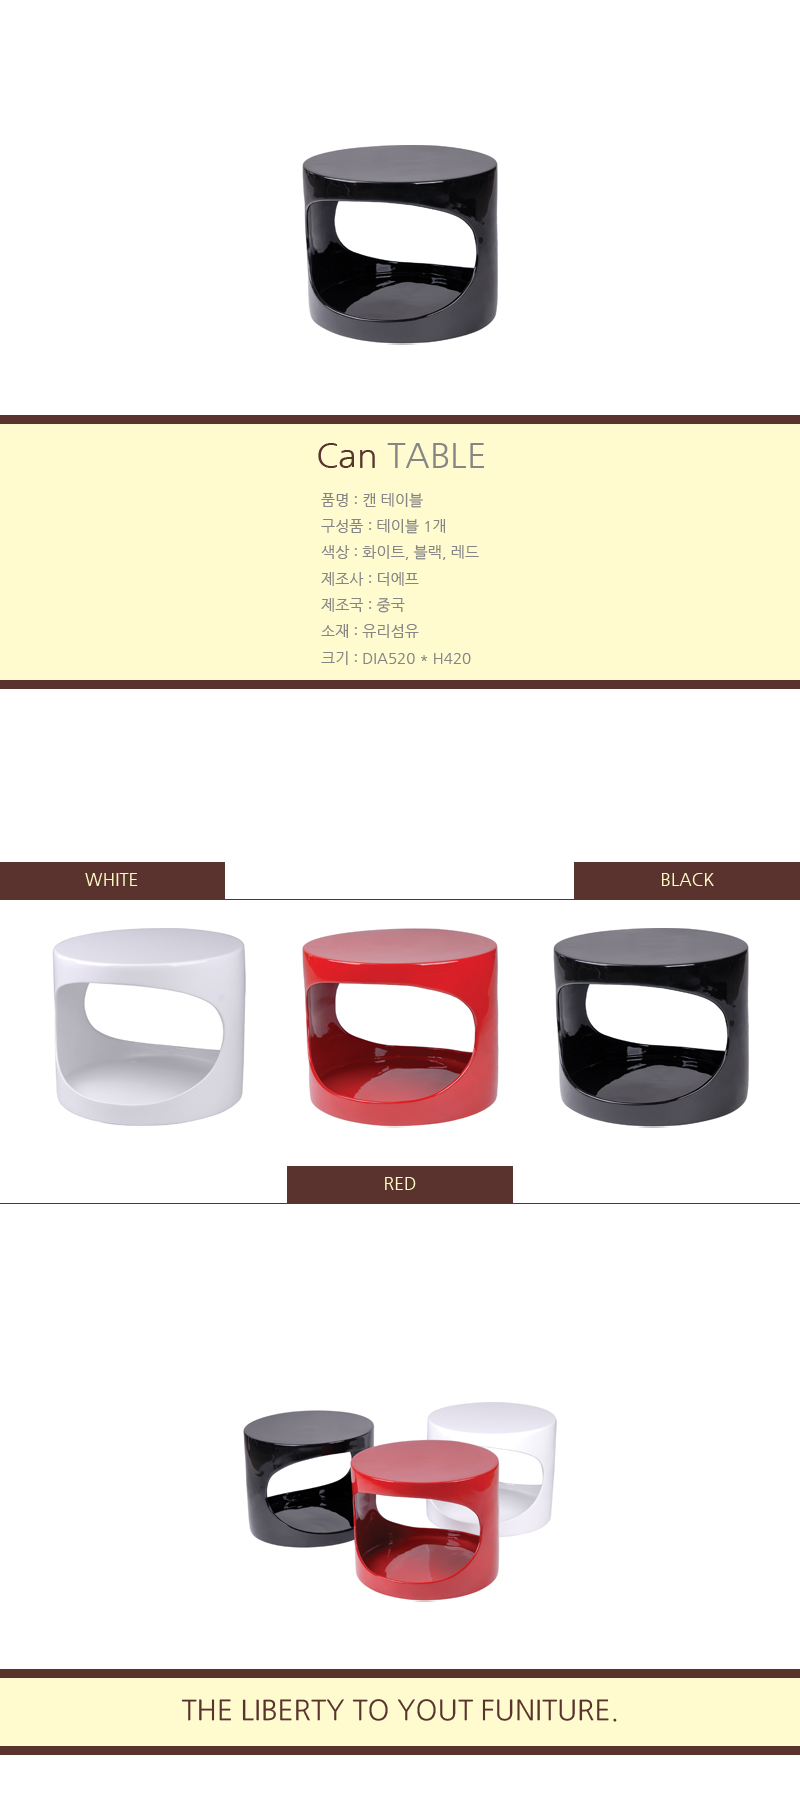 Can TABLE
품명 : 캔 테이블
구성품 : 테이블 1개
색상 : 화이트, 블랙, 레드
제조사 : 더에프
제조국 : 중국
소재 : 유리섬유
크기 : DIA520 * H420
WHITE
BLACK
RED
THE LIBERTY TO YOUT FUNITURE.